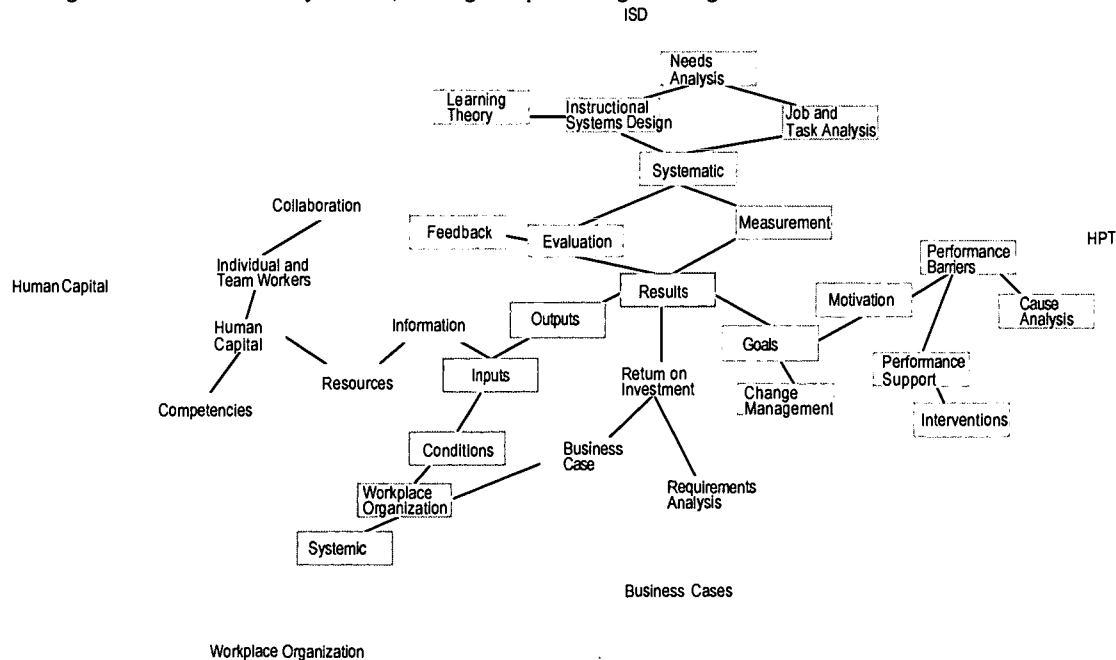 ISD
Needs
Analysis
Learning
Theory
Instructional
Systems Design
Job and
Task Analysis
Systematic
Collaboration
Feedback
Evaluation
Measurement
HPT
Performance
Barriers
Individual and
Team Workers
Human Capital
Results
Motivation
Cause
Analysis
Outputs
Information
Human
Capital
Goals
Inputs
Resources
Return on
Investment
Performance
Support
Change
Management
Competencies
Interventions
Conditions
Business
Case
Workplace
Organization
Requirements
Analysis
Systemic
Business Cases
Workplace Organization